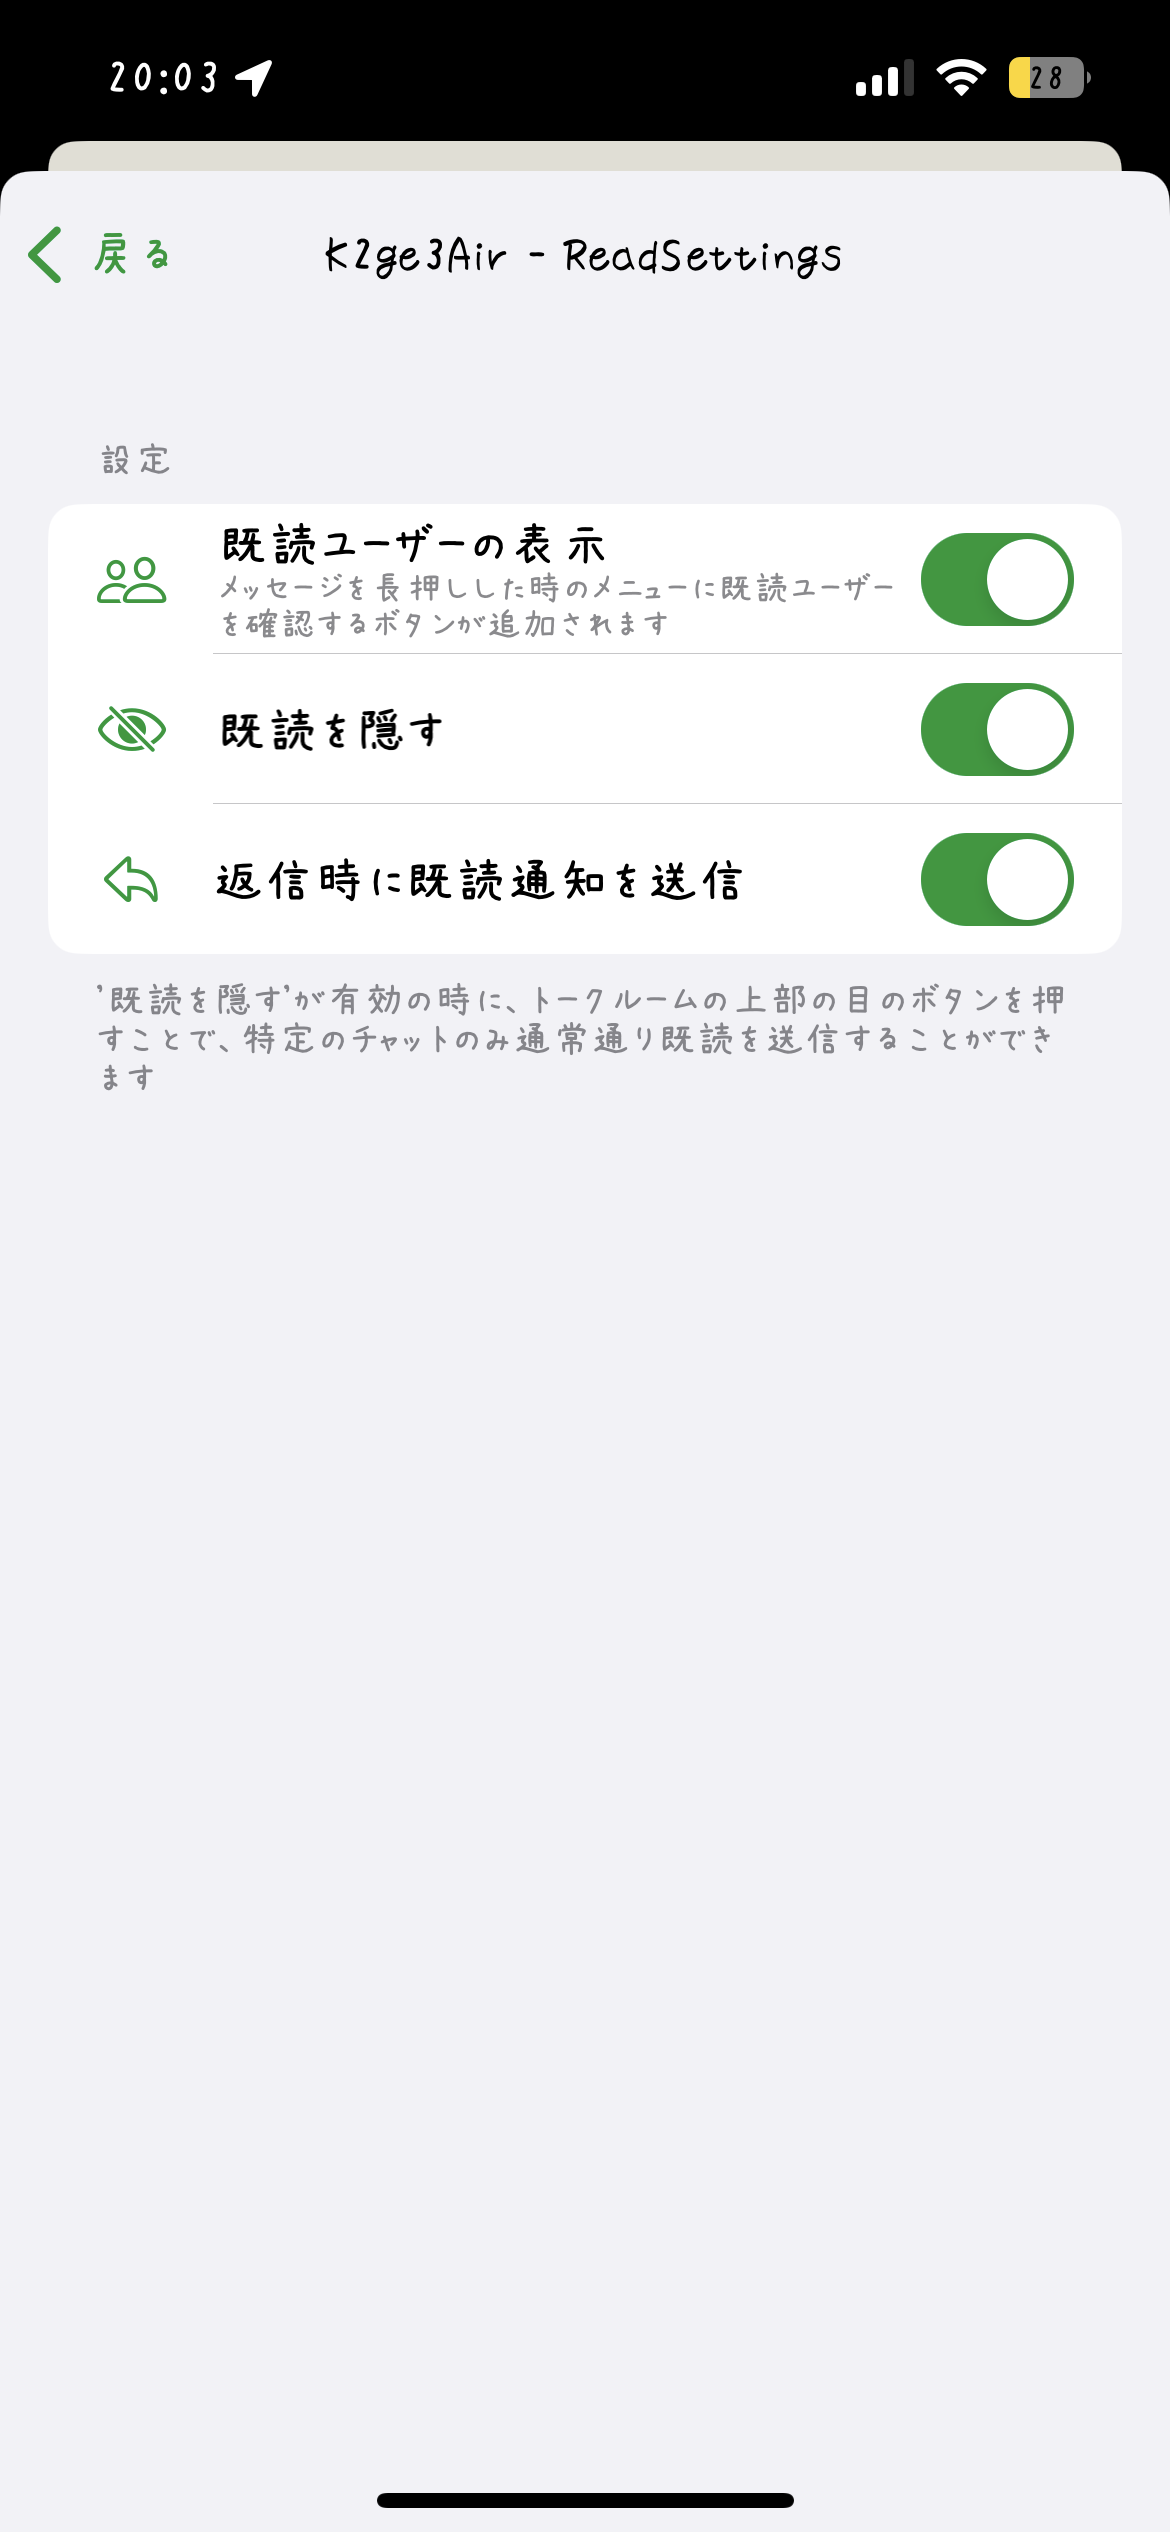 20:03
28
戻る
K2ge3Air - ReadSettings
設定
既読ユーザーの表示
メッセージを長押しした時のメニューに既読ユーザー
を確認するボタンが追加されます
既読を隠す
返信時に既読通知を送信
'既読を隠す'が有効の時に、トークルームの上部の目のボタンを押
すことで、特定のチャットのみ通常通り既読を送信することができ
ます